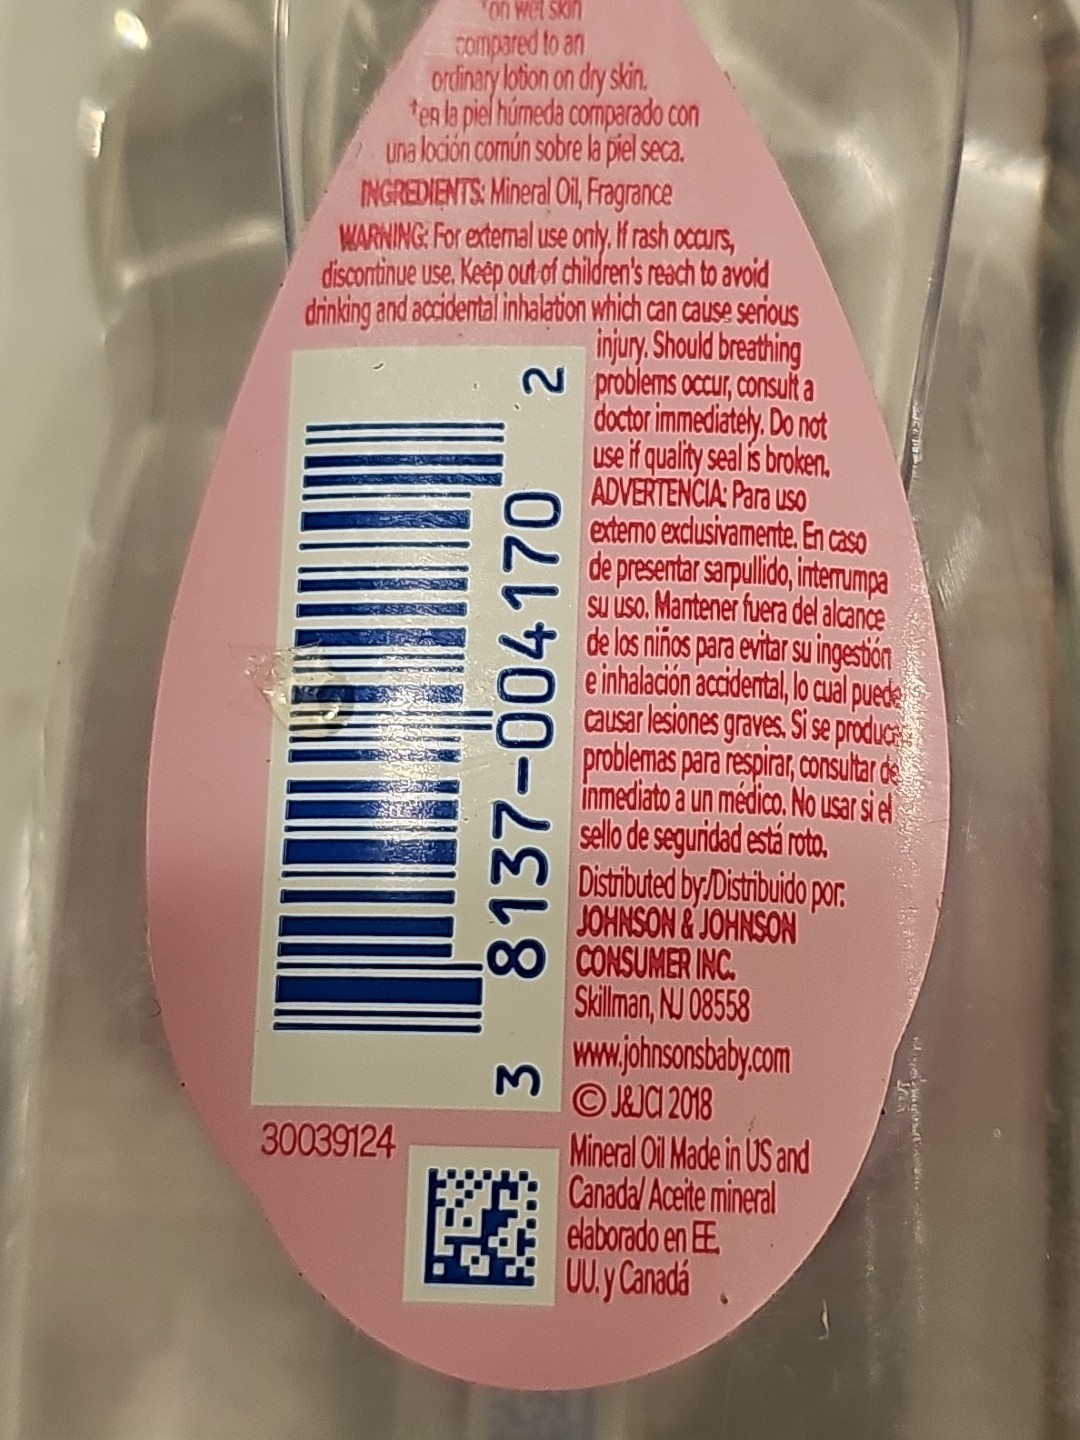 *on wet skin
compared to an
ordinary lotion on dry skin.
*en la piel húmeda comparado con
una loción común sobre la piel seca.
INGREDIENTS: Mineral Oil, Fragrance
WARNING: For external use only. If rash occurs,
discontinue use. Keep out of children's reach to avoid
drinking and accidental inhalation which can cause serious
injury. Should breathing
problems occur, consult a
doctor immediately. Do not
use if quality seal is broken.
ADVERTENCIA: Para uso
externo exclusivamente. En caso
de presentar sarpullido, interrumpa
su uso. Mantener fuera del alcance
de los niños para evitar su ingestión
e inhalación accidental, lo cual puede
causar lesiones graves. Si se produce
problemas para respirar, consultar de
inmediato a un médico. No usar si el
sello de seguridad está roto.
Distributed by:/Distribuido por:
JOHNSON & JOHNSON
CONSUMER INC.
Skillman, NJ 08558
www.johnsonsbaby.com
© J&JCI 2018
Mineral Oil Made in US and
Canada/ Aceite mineral
elaborado en EE.
UU. y Canadá
3 8137-004170 2
30039124